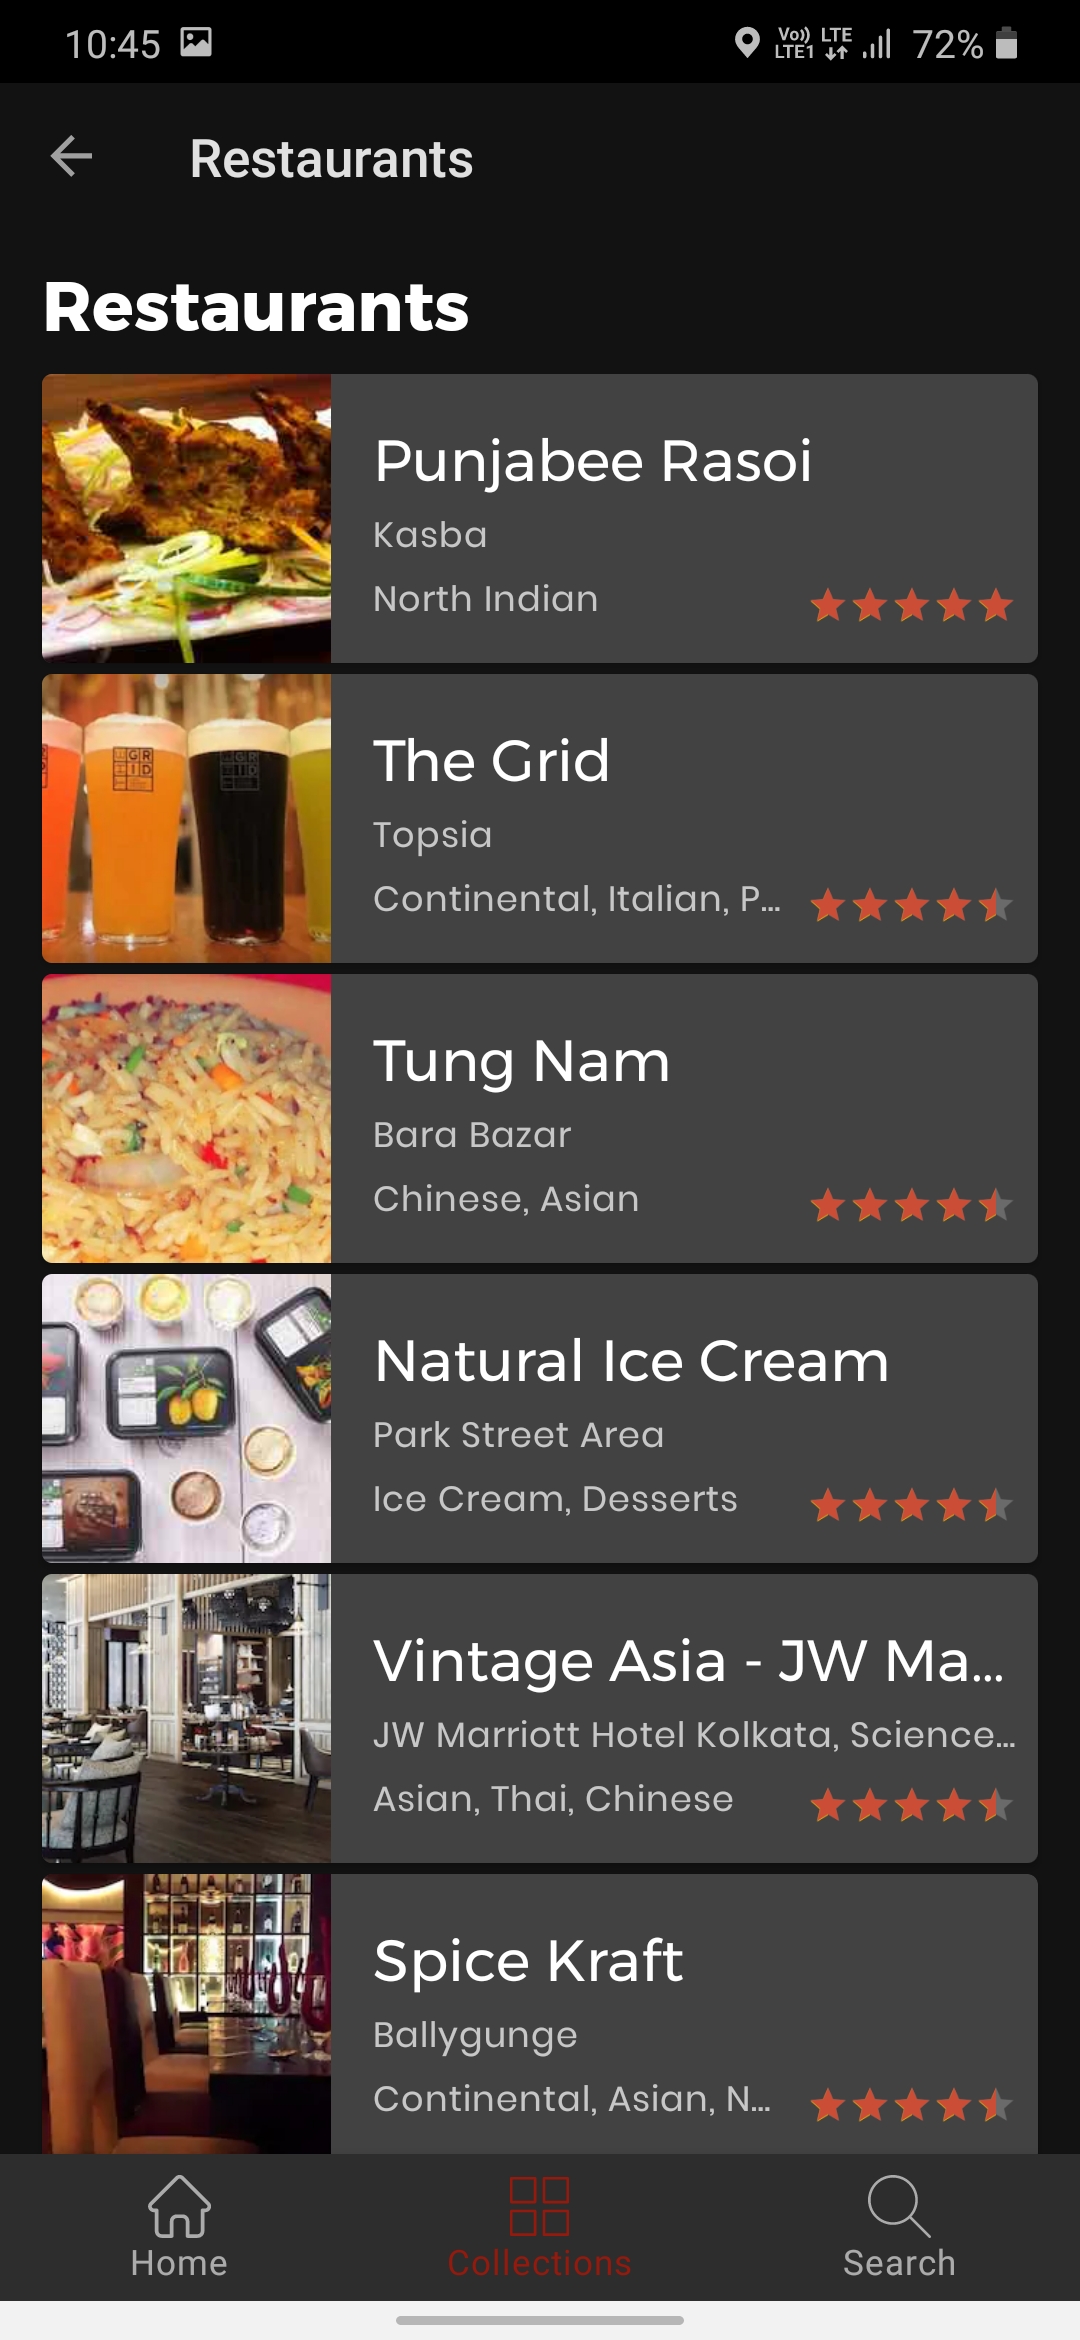 10:45
Vo)) LTE
LTE1
72%
Restaurants
Restaurants
Punjabee Rasoi
Kasba
North Indian
GRID
The Grid
Topsia
Continental, Italian, P...
Tung Nam
Bara Bazar
Chinese, Asian
Natural Ice Cream
Park Street Area
Ice Cream, Desserts
Vintage Asia - JW Ma...
JW Marriott Hotel Kolkata, Science...
Asian, Thai, Chinese
Spice Kraft
Ballygunge
Continental, Asian, N...
Home
Collections
Search